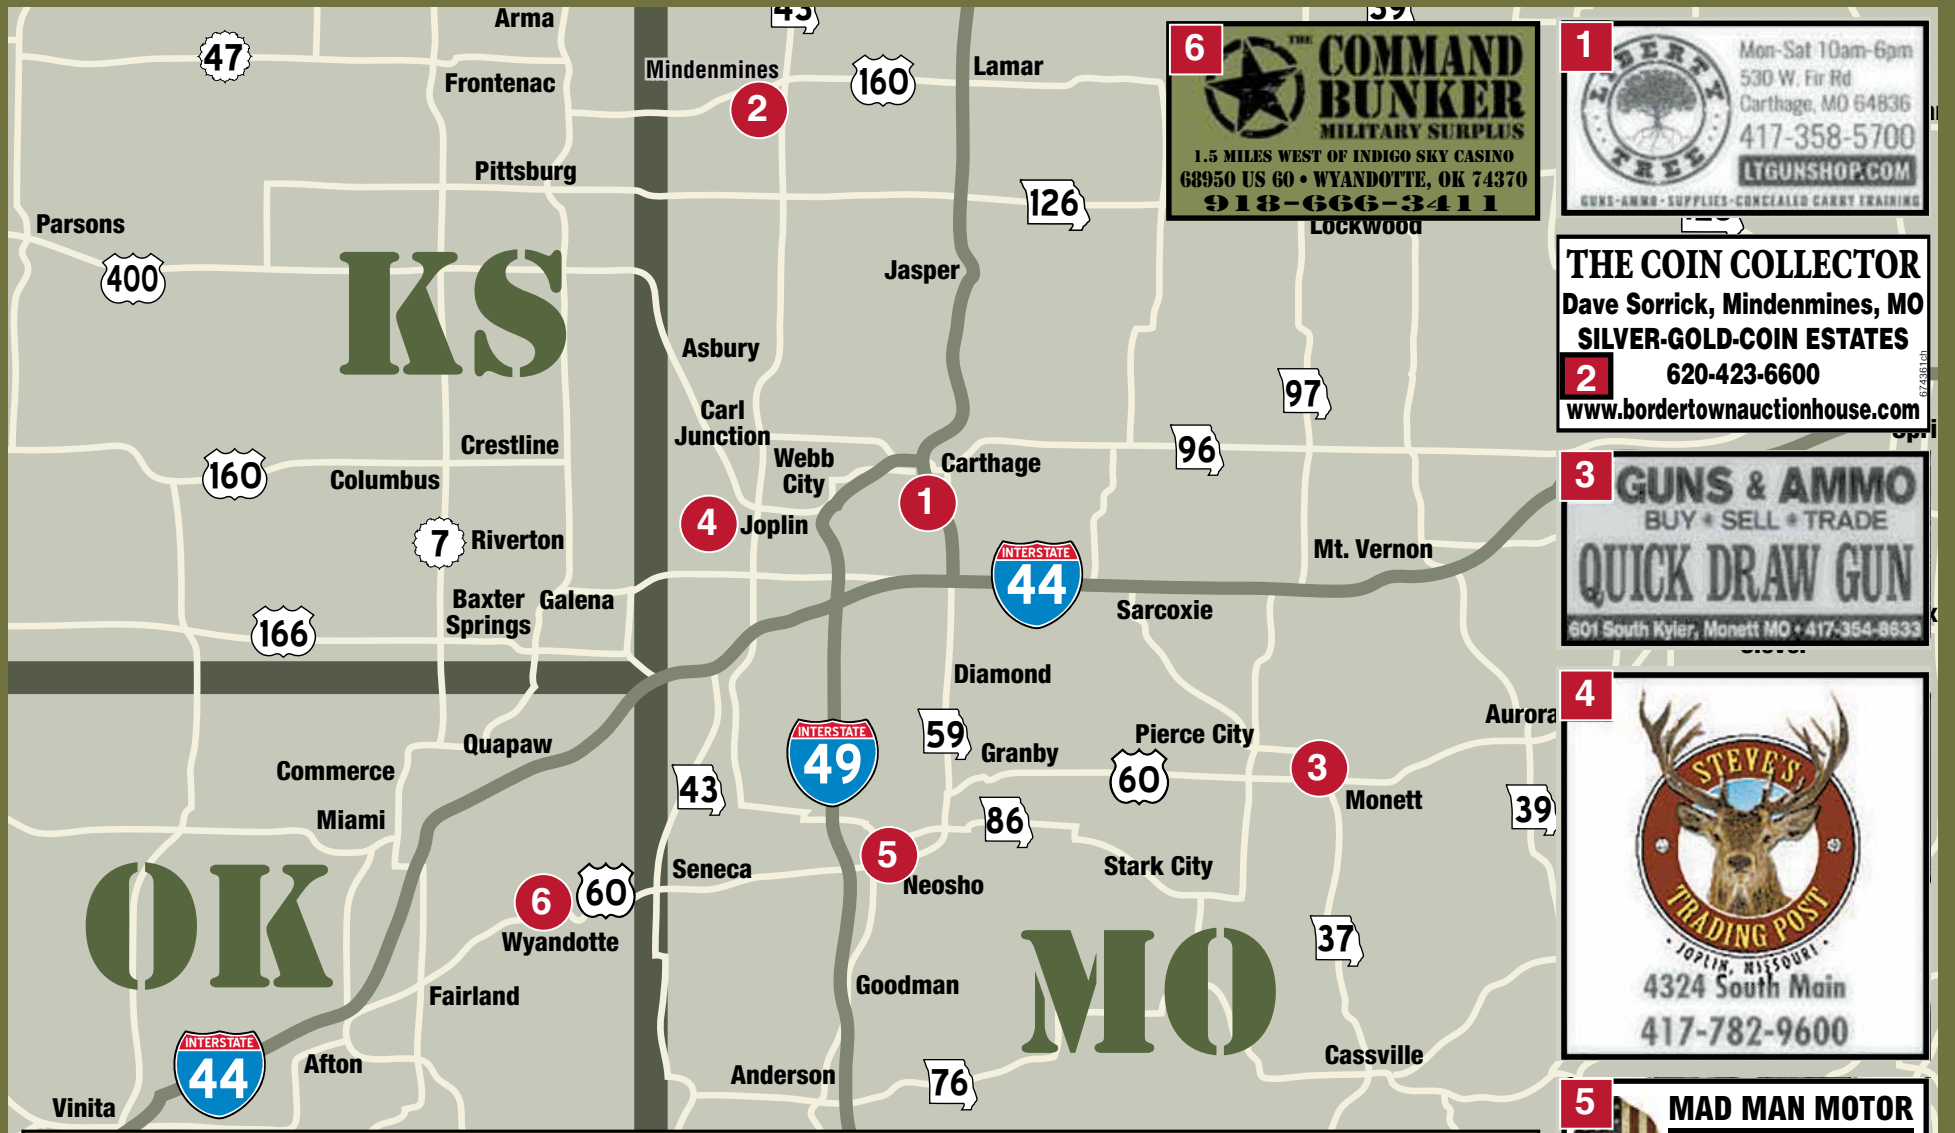 Arma
43
39
47
Frontenac
Mindenmines
2
160
Lamar
Pittsburg
126
Parsons
400
KS
Jasper
Lockwood
Asbury
97
Carl
Junction
Crestline
Columbus
160
Webb
City
Carthage
96
1
4
Joplin
7
Riverton
INTERSTATE
44
Mt. Vernon
Baxter
Springs
Galena
166
Sarcoxie
Diamond
Quapaw
Commerce
INTERSTATE
49
59
Granby
Pierce City
60
3
Monett
Aurora
43
86
39
Miami
OK
Seneca
5
Neosho
Stark City
6
60
Wyandotte
MO
37
Fairland
Goodman
INTERSTATE
44
Afton
Anderson
76
Cassville
Vinita
6
THE COMMAND
BUNKER
MILITARY SURPLUS
1.5 MILES WEST OF INDIGO SKY CASINO
68950 US 60 • WYANDOTTE, OK 74370
918-666-3411
1
LIBERTY
TREE
Mon-Sat 10am-6pm
530 W. Fir Rd
Carthage, MO 64836
417-358-5700
LTGUNSHOP.COM
GUNS-AMMO-SUPPLIES-CONCEALED CARRY TRAINING
THE COIN COLLECTOR
Dave Sorrick, Mindenmines, MO
SILVER-GOLD-COIN ESTATES
2
620-423-6600
www.bordertownauctionhouse.com
674361ch
3
GUNS & AMMO
BUY * SELL * TRADE
QUICK DRAW GUN
601 South Kyler, Monett MO • 417-354-8633
4
STEVE'S
TRADING POST
• JOPLIN, MISSOURI •
4324 South Main
417-782-9600
5
MAD MAN MOTOR